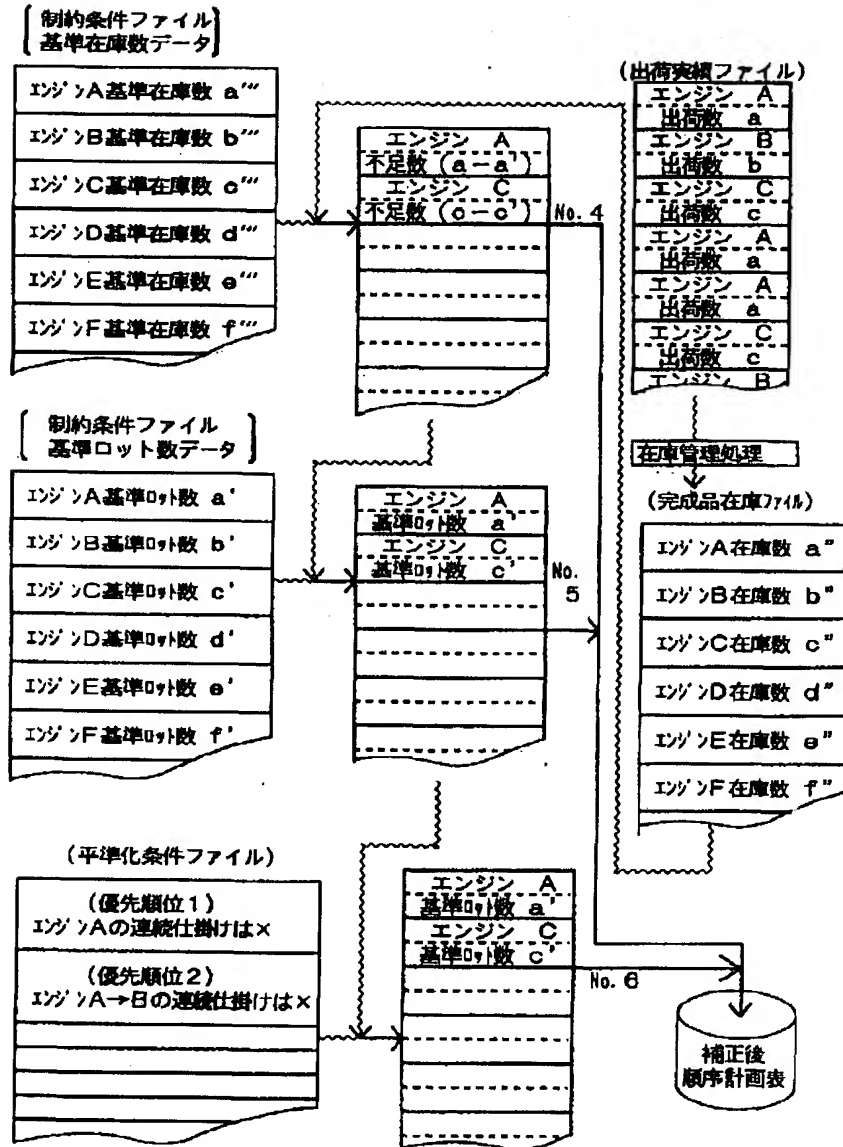 制約条件ファイル
基準在庫数データ
エンジンA基準在庫数 a'''
エンジンB基準在庫数 b'''
エンジンC基準在庫数 c'''
エンジンD基準在庫数 d'''
エンジンE基準在庫数 e'''
エンジンF基準在庫数 f'''
エンジン A
不足数 (a-a')
エンジン C
不足数 (c-c')
No. 4
(出荷実績ファイル)
エンジン A
出荷数 a
エンジン B
出荷数 b
エンジン C
出荷数 c
エンジン A
出荷数 a
エンジン A
出荷数 a
エンジン C
出荷数 c
エンジン B
制約条件ファイル
基準ロット数データ
エンジンA基準ロット数 a'
エンジンB基準ロット数 b'
エンジンC基準ロット数 c'
エンジンD基準ロット数 d'
エンジンE基準ロット数 e'
エンジンF基準ロット数 f'
エンジン A
基準ロット数 a'
エンジン C
基準ロット数 c'
No.
5
在庫管理処理
(完成品在庫ファイル)
エンジンA在庫数 a"
エンジンB在庫数 b"
エンジンC在庫数 c"
エンジンD在庫数 d"
エンジンE在庫数 e"
エンジンF在庫数 f"
(平準化条件ファイル)
(優先順位1)
エンジンAの連続仕掛けは×
(優先順位2)
エンジンA→Bの連続仕掛けは×
エンジン A
基準ロット数 a'
エンジン C
基準ロット数 c'
No. 6
補正後
順序計画表